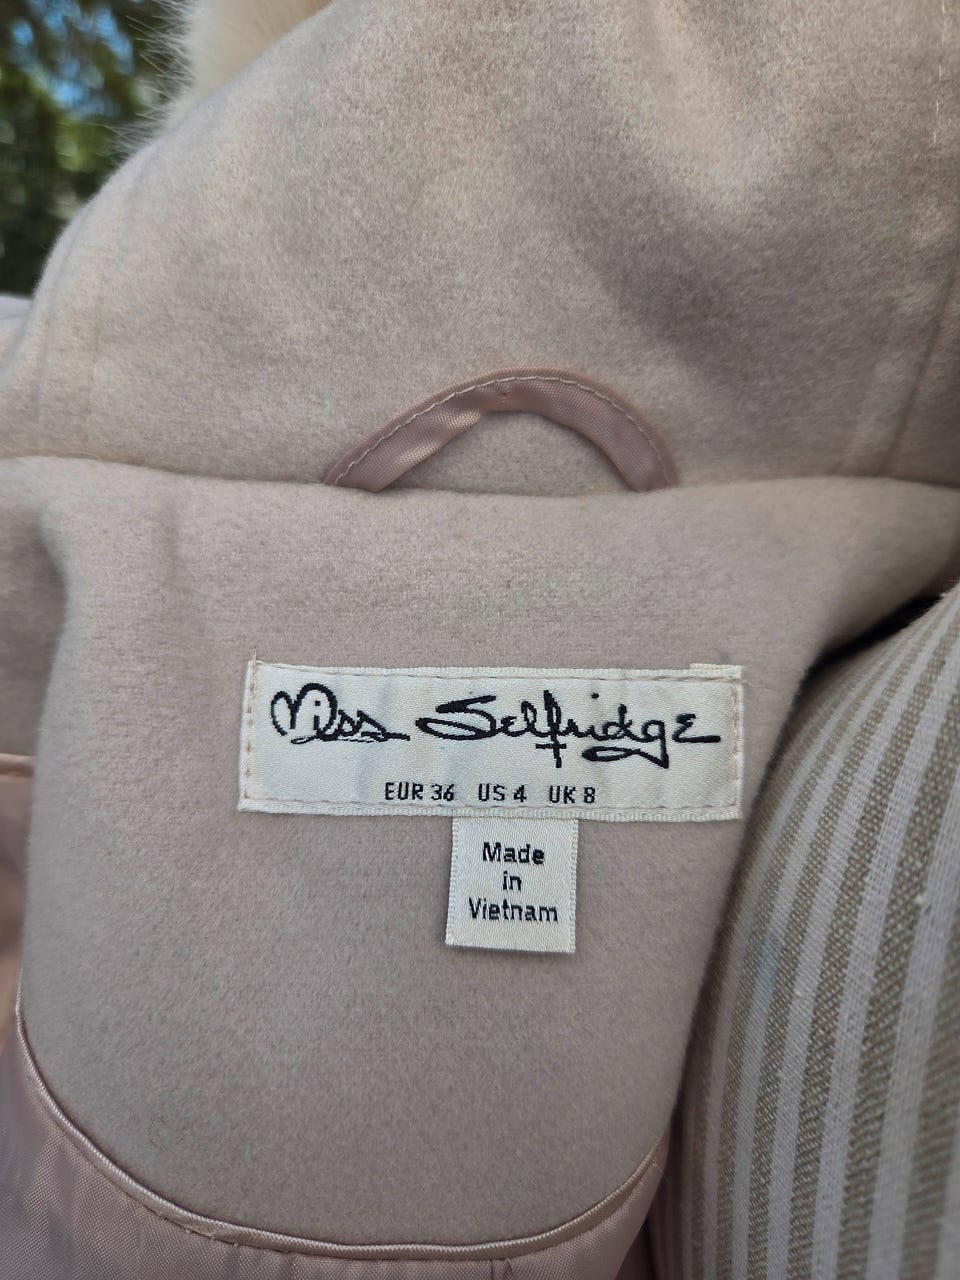 Miss Selfridge
EUR 36 US 4 UK 8
Made
in
Vietnam